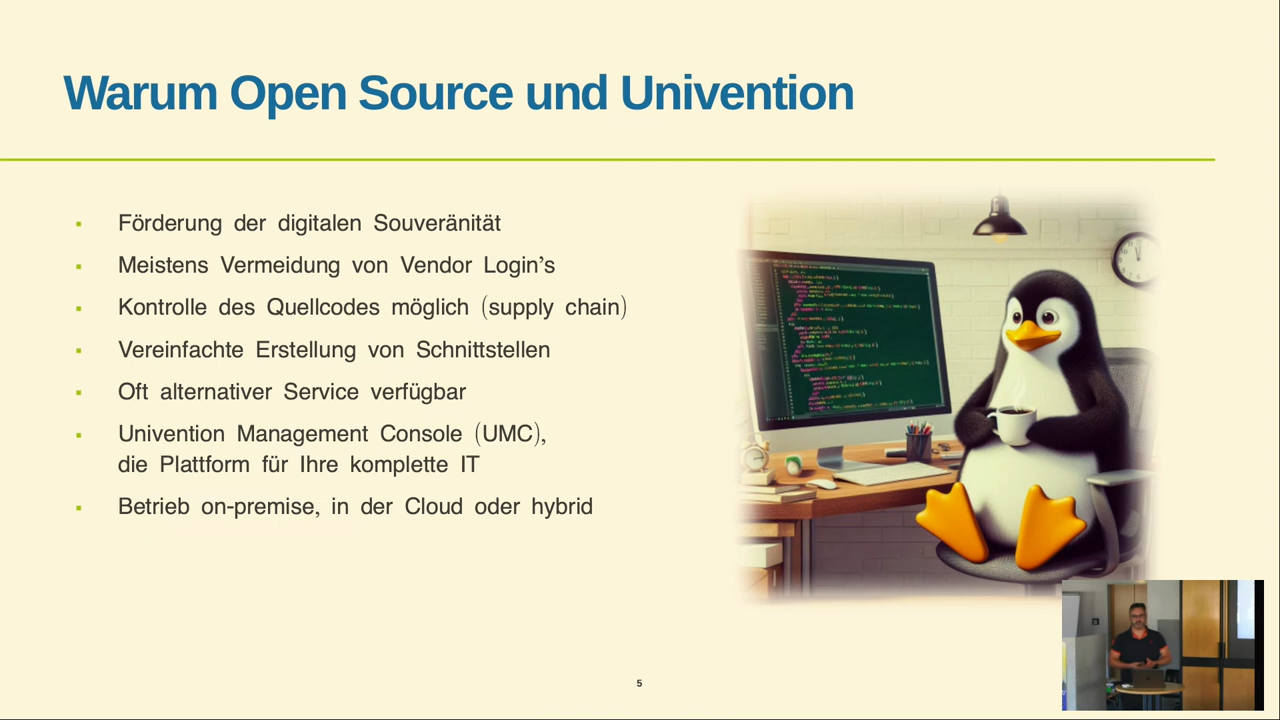 Warum Open Source und Univention
Förderung der digitalen Souveränität
Meistens Vermeidung von Vendor Login's
Kontrolle des Quellcodes möglich (supply chain)
Vereinfachte Erstellung von Schnittstellen
Oft alternativer Service verfügbar
Univention Management Console (UMC),
die Plattform für Ihre komplette IT
Betrieb on-premise, in der Cloud oder hybrid
5